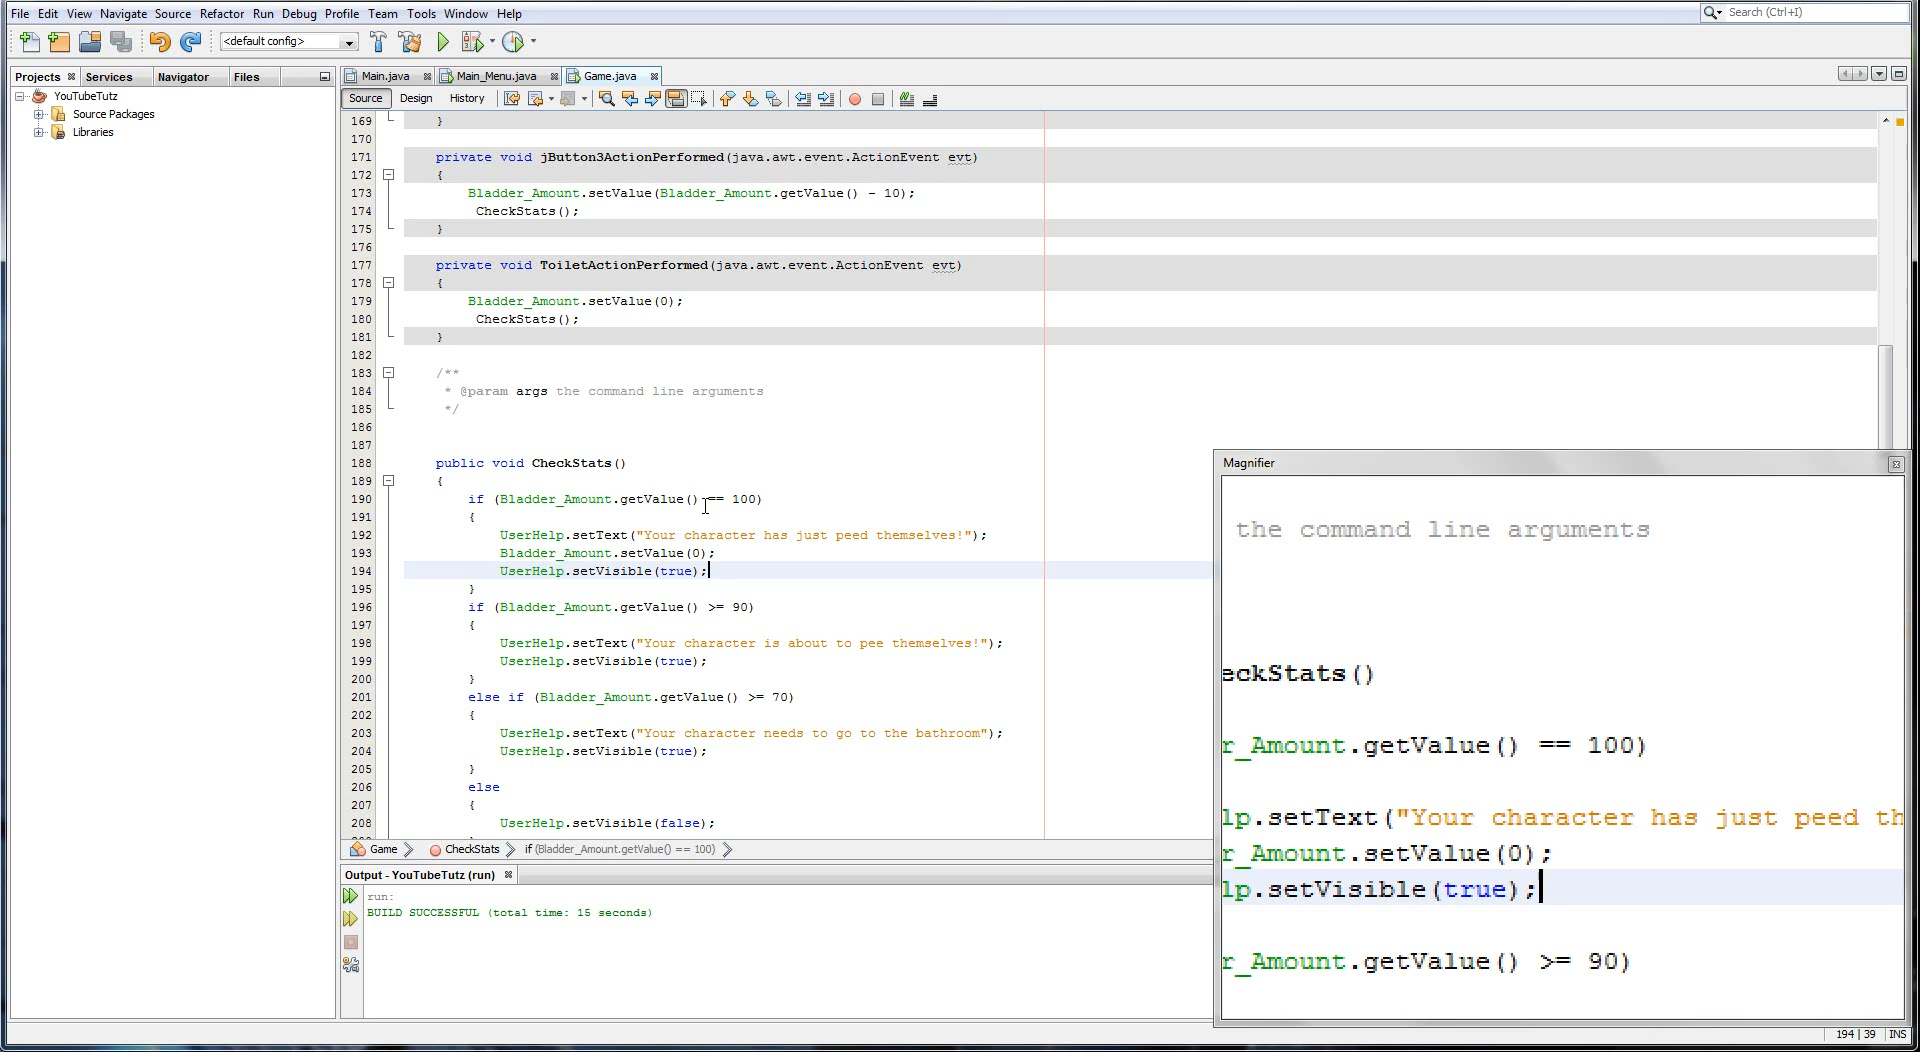 File Edit View Navigate Source Refactor Run Debug Profile Team Tools Window Help
Search (Ctrl+I)
<default config>
Projects Services Navigator Files
Main.java Main_Menu.java Game.java
YouTubeTutz
Source Packages
Libraries
Source Design History
169 }
170
171 private void jButton3ActionPerformed(java.awt.event.ActionEvent evt)
172 {
173 Bladder_Amount.setValue(Bladder_Amount.getValue() - 10);
174 CheckStats();
175 }
176
177 private void ToiletActionPerformed(java.awt.event.ActionEvent evt)
178 {
179 Bladder_Amount.setValue(0);
180 CheckStats();
181 }
182
183 /**
184 * @param args the command line arguments
185 */
186
187
188 public void CheckStats()
189 {
190 if (Bladder_Amount.getValue() == 100)
191 {
192 UserHelp.setText("Your character has just peed themselves!");
193 Bladder_Amount.setValue(0);
194 UserHelp.setVisible(true);
195 }
196 if (Bladder_Amount.getValue() >= 90)
197 {
198 UserHelp.setText("Your character is about to pee themselves!");
199 UserHelp.setVisible(true);
200 }
201 else if (Bladder_Amount.getValue() >= 70)
202 {
203 UserHelp.setText("Your character needs to go to the bathroom");
204 UserHelp.setVisible(true);
205 }
206 else
207 {
208 UserHelp.setVisible(false);
Game CheckStats if (Bladder_Amount.getValue() == 100)
Output - YouTubeTutz (run)
run:
BUILD SUCCESSFUL (total time: 15 seconds)
Magnifier
the command line arguments
eckStats()
r_Amount.getValue() == 100)
lp.setText("Your character has just peed th
r_Amount.setValue(0);
lp.setVisible(true);
r_Amount.getValue() >= 90)
194 | 39 INS